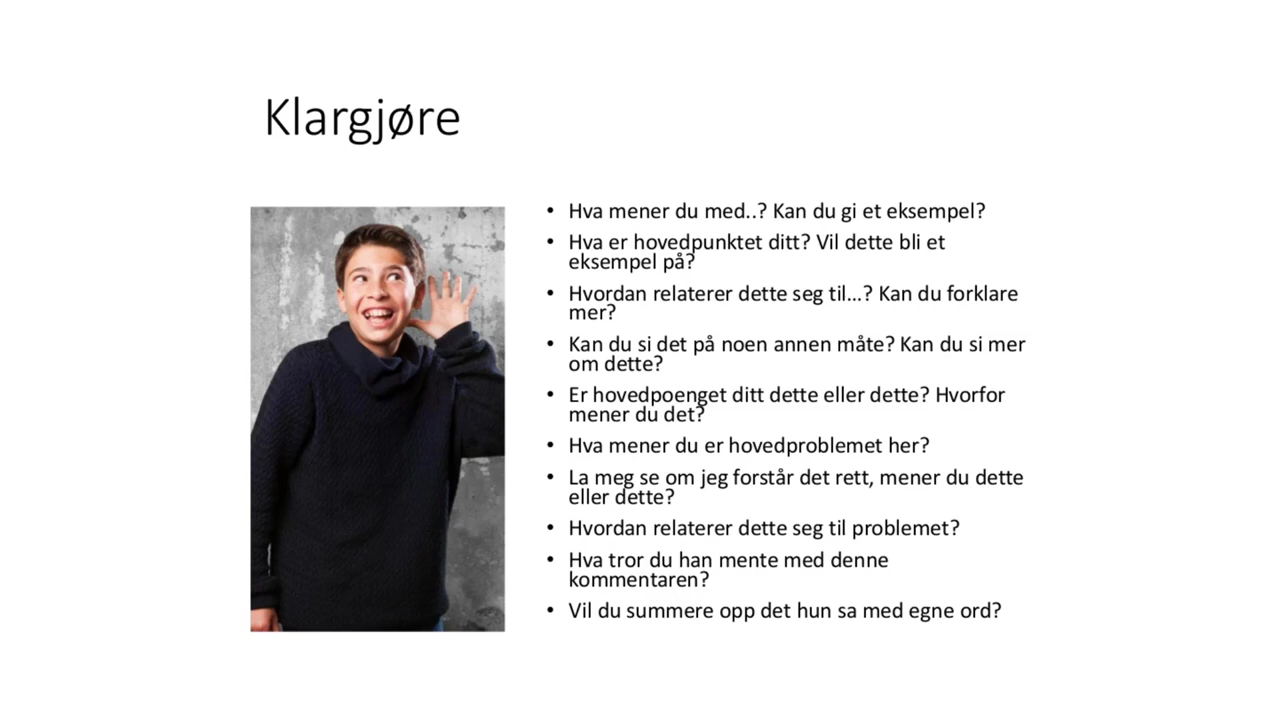 Klargjøre
• Hva mener du med..? Kan du gi et eksempel?
• Hva er hovedpunktet ditt? Vil dette bli et
eksempel på?
• Hvordan relaterer dette seg til...? Kan du forklare
mer?
• Kan du si det på noen annen måte? Kan du si mer
om dette?
• Er hovedpoenget ditt dette eller dette? Hvorfor
mener du det?
• Hva mener du er hovedproblemet her?
• La meg se om jeg forstår det rett, mener du dette
eller dette?
• Hvordan relaterer dette seg til problemet?
• Hva tror du han mente med denne
kommentaren?
• Vil du summere opp det hun sa med egne ord?